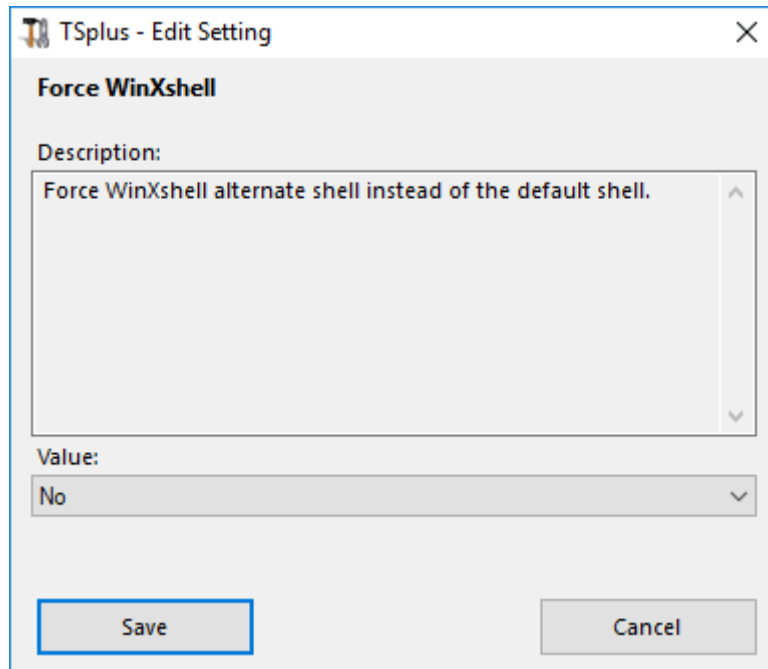 TSplus - Edit Setting
Force WinXshell
Description:
Force WinXshell alternate shell instead of the default shell.
Value:
No
Save
Cancel